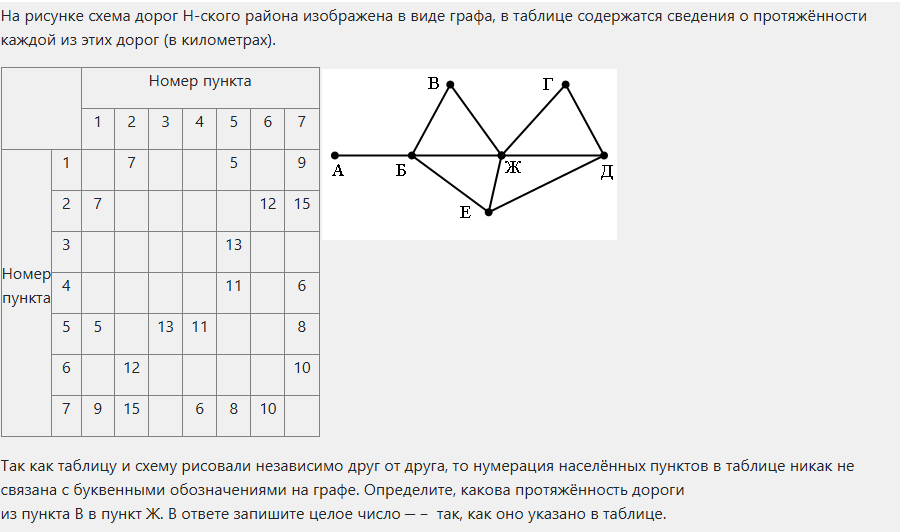 На рисунке схема дорог Н-ского района изображена в виде графа, в таблице содержатся сведения о протяжённости
каждой из этих дорог (в километрах).
Номер пункта
1 2 3 4 5 6 7
Номер
пункта
1 7 5 9
2 7 12 15
3 13
4 11 6
5 5 13 11 8
6 12 10
7 9 15 6 8 10
В Г
А Б Ж Д
Е
Так как таблицу и схему рисовали независимо друг от друга, то нумерация населённых пунктов в таблице никак не
связана с буквенными обозначениями на графе. Определите, какова протяжённость дороги
из пункта В в пункт Ж. В ответе запишите целое число — – так, как оно указано в таблице.